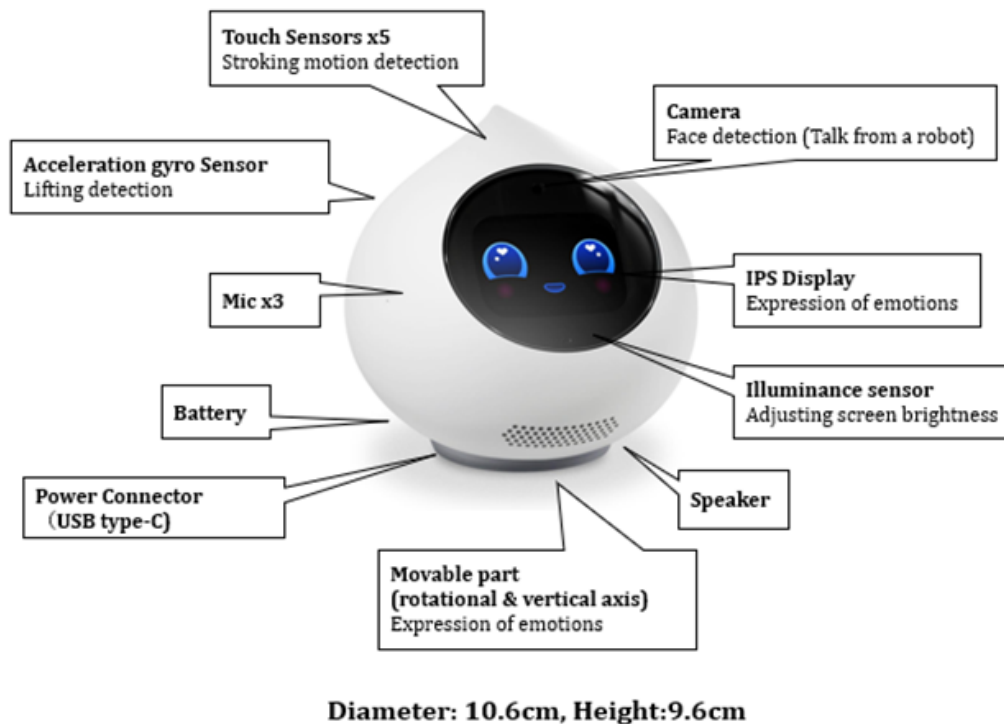 Touch Sensors x5
Stroking motion detection
Camera
Face detection (Talk from a robot)
Acceleration gyro Sensor
Lifting detection
Mic x3
IPS Display
Expression of emotions
Illuminance sensor
Adjusting screen brightness
Battery
Power Connector
（USB type-C)
Speaker
Movable part
(rotational & vertical axis)
Expression of emotions
Diameter: 10.6cm, Height:9.6cm